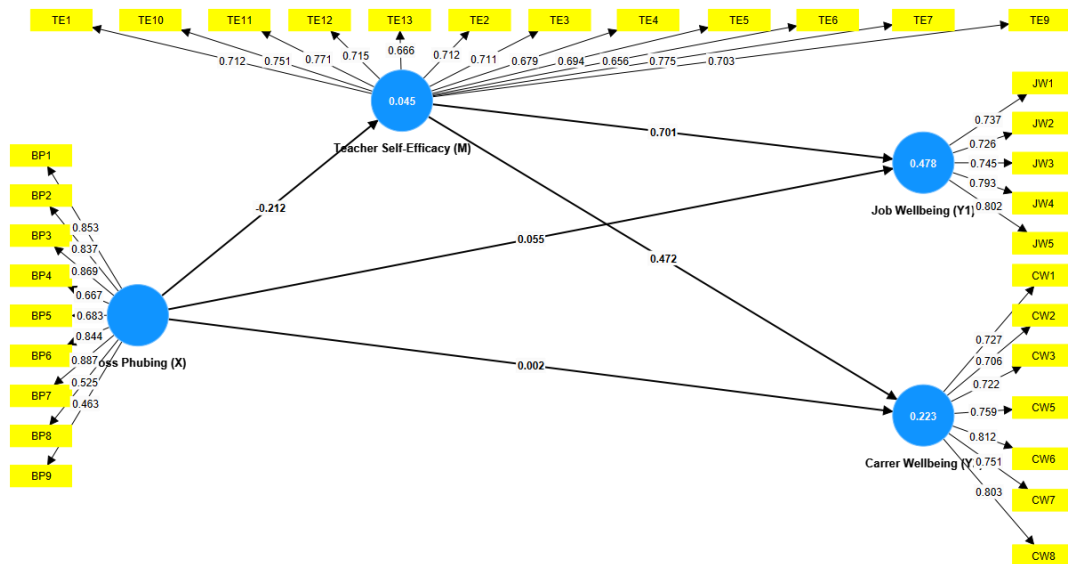 TE1 TE10 TE11 TE12 TE13 TE2 TE3 TE4 TE5 TE6 TE7 TE9
0.712 0.751 0.771 0.715 0.666 0.712 0.711 0.679 0.694 0.656 0.775 0.703
0.045
Teacher Self-Efficacy (M)
BP1
BP2
BP3
BP4
BP5
BP6
BP7
BP8
BP9
0.853
0.837
0.869
0.667
0.683
0.844
0.887
0.525
0.463
oss Phubing (X)
-0.212
0.701
0.055
0.472
0.002
0.478
Job Wellbeing (Y1)
JW1
JW2
JW3
JW4
JW5
0.737
0.726
0.745
0.793
0.802
0.223
Carrer Wellbeing (Y
CW1
CW2
CW3
CW5
CW6
CW7
CW8
0.727
0.706
0.722
0.759
0.812
0.751
0.803